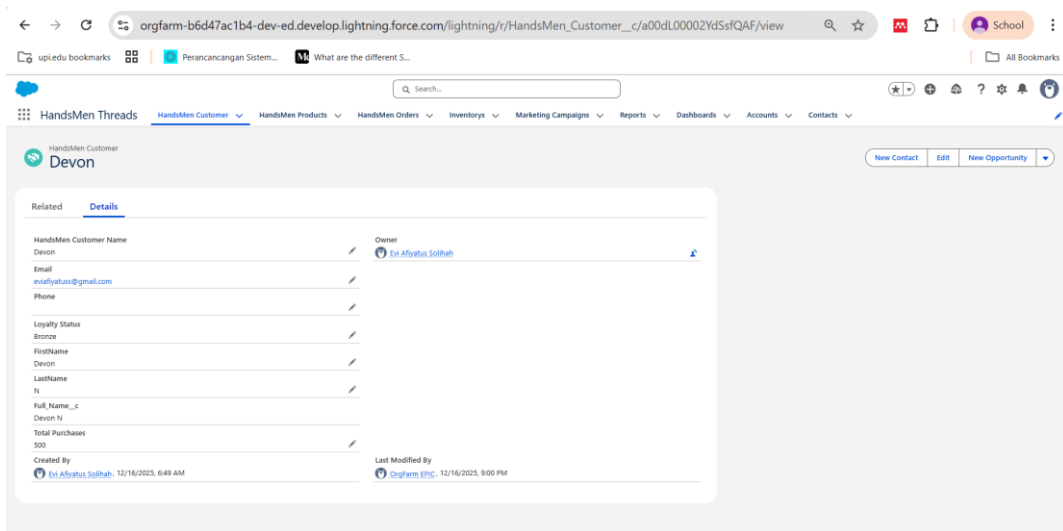 orgfarm-b6d47ac1b4-dev-ed.develop.lightning.force.com/lightning/r/HandsMen_Customer__c/a00dL00002YdSsfQAF/view School
upi.edu bookmarks Perancancangan Sistem... What are the different S... All Bookmarks
Search...
HandsMen Threads HandsMen Customer HandsMen Products HandsMen Orders Inventorys Marketing Campaigns Reports Dashboards Accounts Contacts
HandsMen Customer
Devon
New Contact Edit New Opportunity
Related Details
HandsMen Customer Name Owner
Devon Evi Afiyatus Solihah
Email
eviafiyatuss@gmail.com
Phone
Loyalty Status
Bronze
FirstName
Devon
LastName
N
Full_Name__c
Devon N
Total Purchases
500
Created By Last Modified By
Evi Afiyatus Solihah, 12/16/2025, 6:49 AM OrgFarm EPIC, 12/16/2025, 9:00 PM